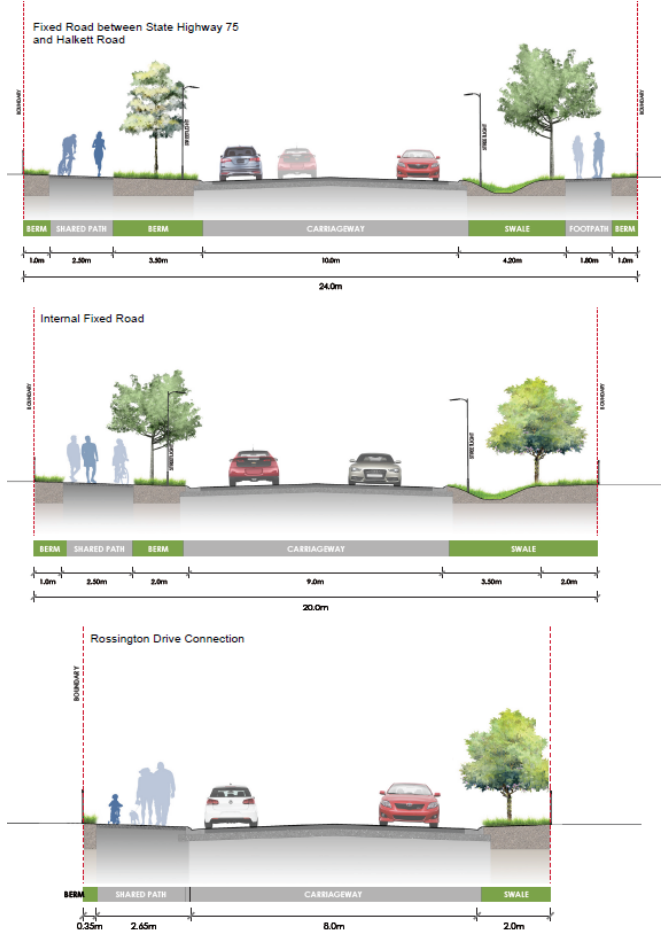 Fixed Road between State Highway 75
and Halkett Road
BOUNDARY
STREETLIGHT
STREETLIGHT
BOUNDARY
BERM SHARED PATH BERM CARRIAGEWAY SWALE FOOTPATH BERM
1.0m 2.50m 3.50m 10.0m 4.20m 1.80m 1.0m
24.0m
Internal Fixed Road
BOUNDARY
STREETLIGHT
STREETLIGHT
BOUNDARY
BERM SHARED PATH BERM CARRIAGEWAY SWALE
1.0m 2.50m 2.0m 9.0m 3.50m 2.0m
20.0m
Rossington Drive Connection
BOUNDARY
BERM SHARED PATH CARRIAGEWAY SWALE
0.35m 2.65m 8.0m 2.0m